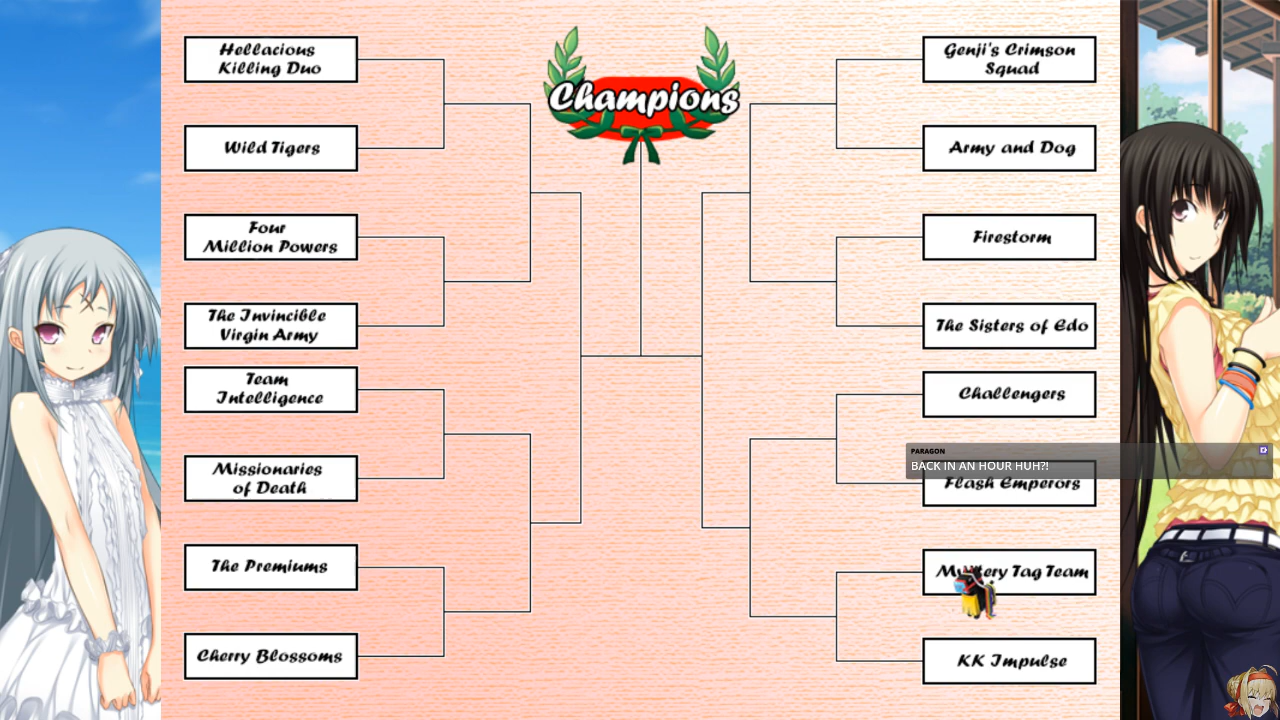 Champions
Hellacious
Killing Duo
Wild Tigers
Four
Million Powers
The Invincible
Virgin Army
Team
Intelligence
Missionaries
of Death
The Premiums
Cherry Blossoms
Genji's Crimson
Squad
Army and Dog
Firestorm
The Sisters of Edo
Challengers
PARAGON
BACK IN AN HOUR HUH?!
Flash Emperors
Mystery Tag Team
KK Impulse